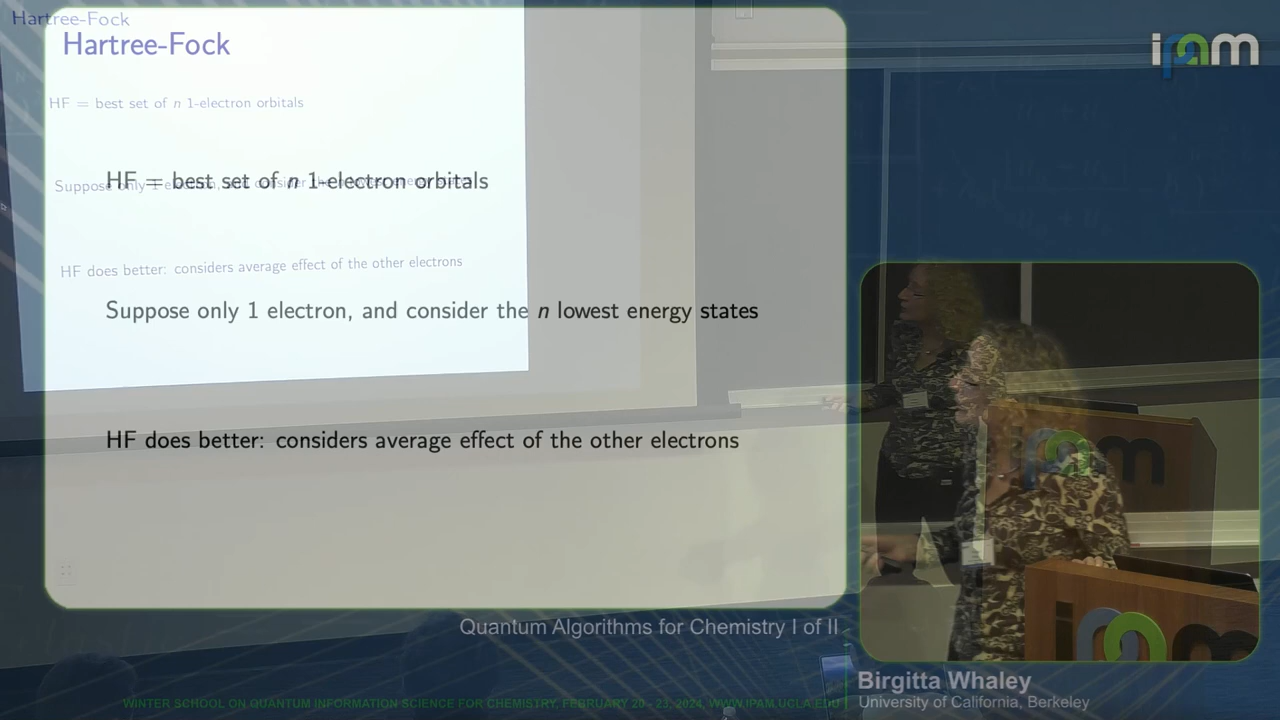 Hartree-Fock
Hartree-Fock
HF = best set of n 1-electron orbitals
HF = best set of n 1-electron orbitals
Suppose only 1 electron, and consider the n lowest energy states
HF does better: considers average effect of the other electrons
Suppose only 1 electron, and consider the n lowest energy states
HF does better: considers average effect of the other electrons
ipam
ipam
ipam
Quantum Algorithms for Chemistry I of II
Birgitta Whaley
University of California, Berkeley
WINTER SCHOOL ON QUANTUM INFORMATION SCIENCE FOR CHEMISTRY, FEBRUARY 20 - 23, 2024, WWW.IPAM.UCLA.EDU